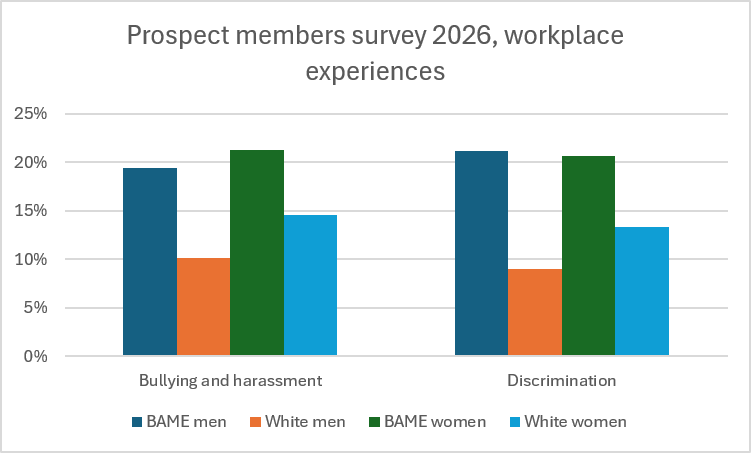 Prospect members survey 2026, workplace
experiences
25%
20%
15%
10%
5%
0%
Bullying and harassment
Discrimination
BAME men
White men
BAME women
White women